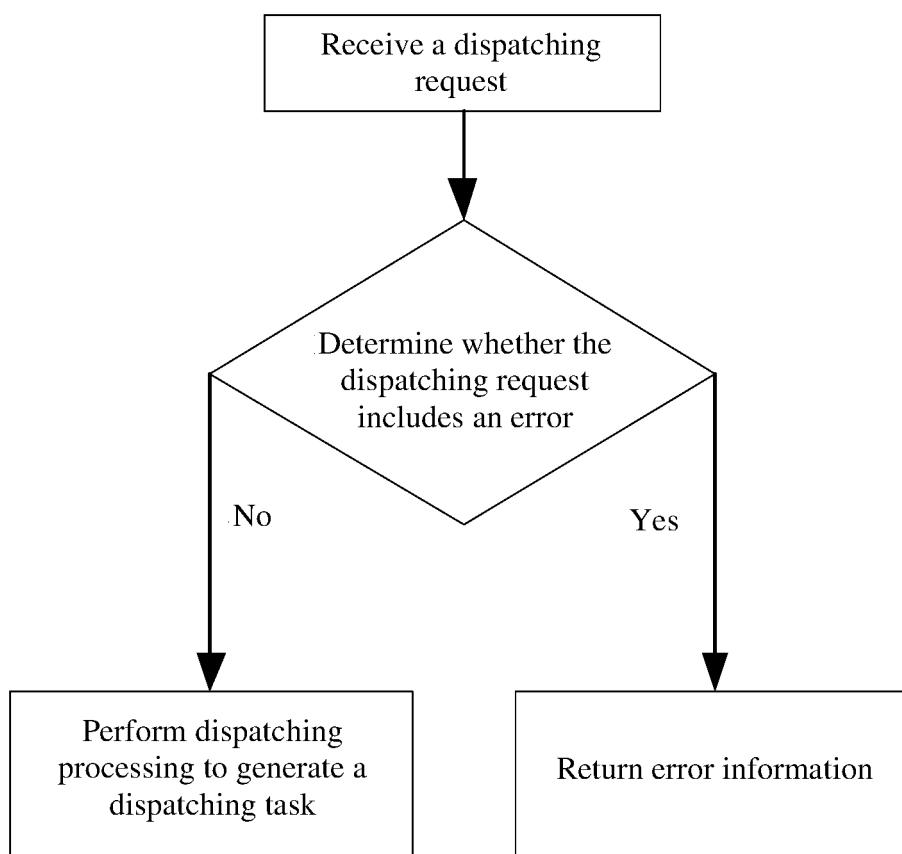 Receive a dispatching
request
Determine whether the
dispatching request
includes an error
No
Yes
Perform dispatching
processing to generate a
dispatching task
Return error information